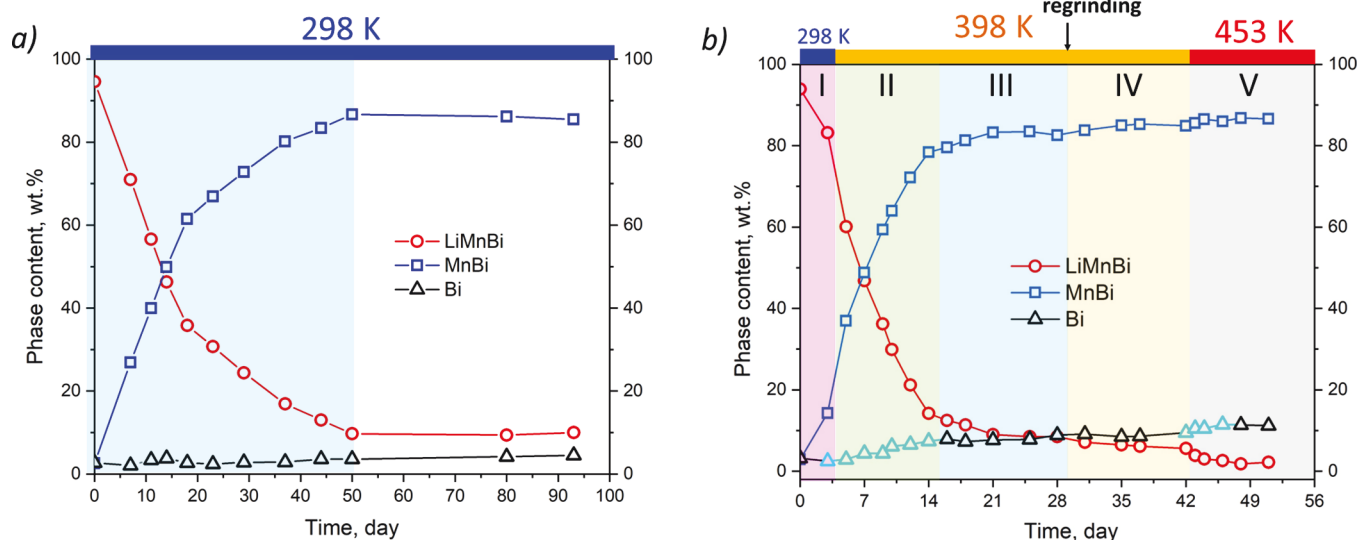 a)
298 K
100
80
60
40
20
0
Phase content, wt.%
100
80
60
40
20
0
LiMnBi
MnBi
Bi
0 10 20 30 40 50 60 70 80 90 100
Time, day
b)
regrinding
298 K
398 K
453 K
I II III IV V
100
80
60
40
20
0
Phase content, wt.%
100
80
60
40
20
0
LiMnBi
MnBi
Bi
0 7 14 21 28 35 42 49 56
Time, day